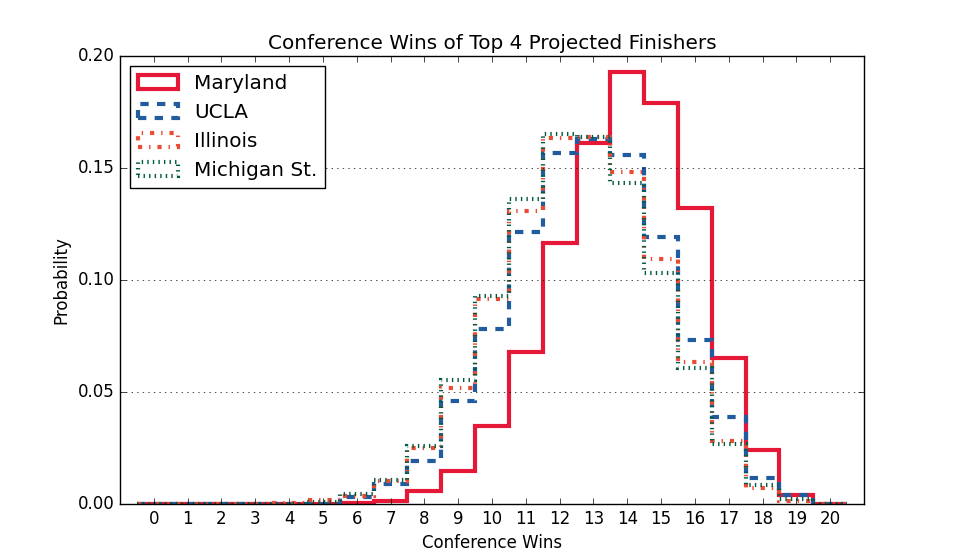 Conference Wins of Top 4 Projected Finishers
Maryland
UCLA
Illinois
Michigan St.
0.20
0.15
0.10
0.05
0.00
Probability
0 1 2 3 4 5 6 7 8 9 10 11 12 13 14 15 16 17 18 19 20
Conference Wins